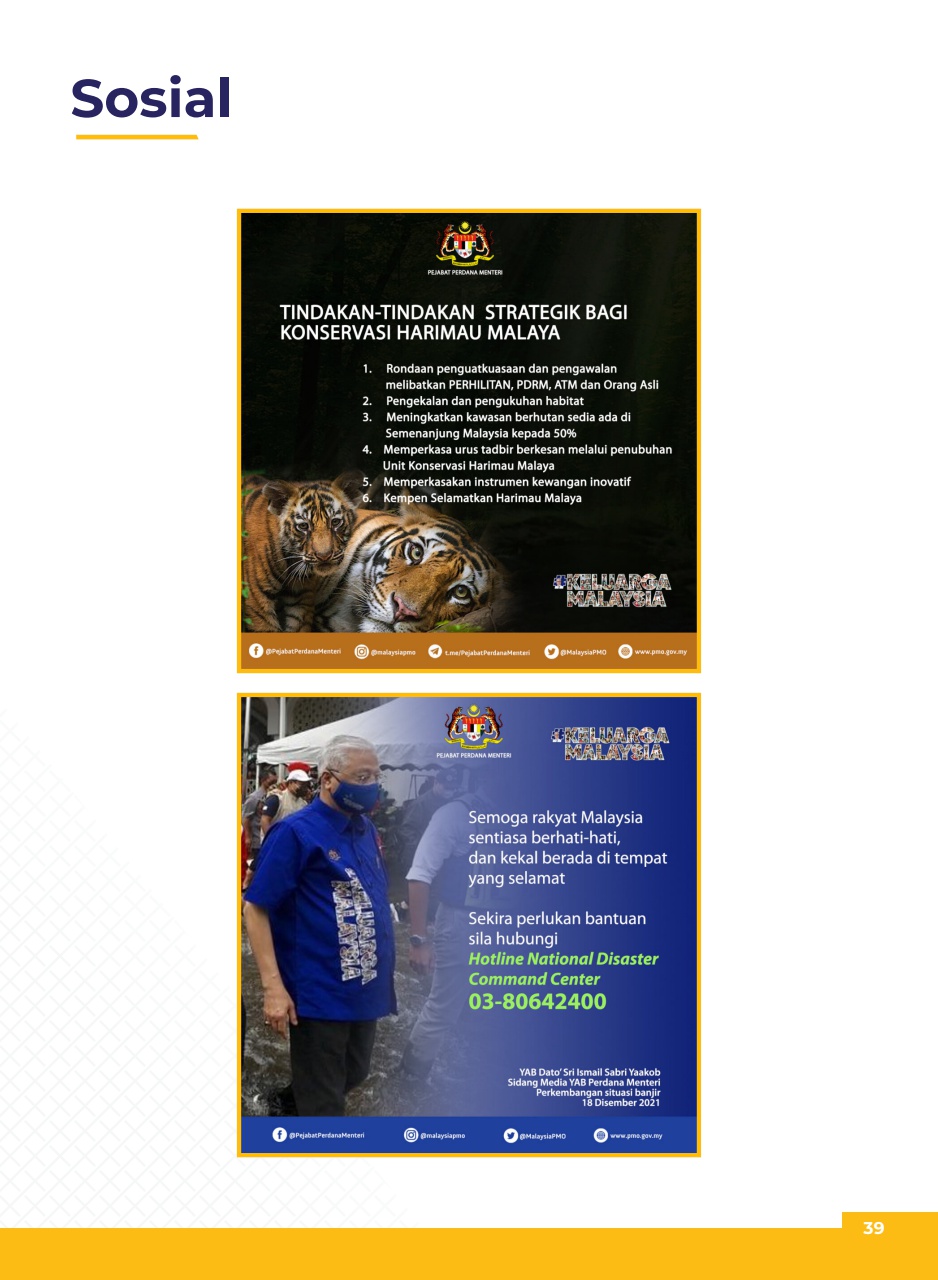 Sosial
PEJABAT PERDANA MENTERI
TINDAKAN-TINDAKAN STRATEGIK BAGI
KONSERVASI HARIMAU MALAYA
1. Rondaan penguatkuasaan dan pengawalan
melibatkan PERHILITAN, PDRM, ATM dan Orang Asli
2. Pengekalan dan pengukuhan habitat
3. Meningkatkan kawasan berhutan sedia ada di
Semenanjung Malaysia kepada 50%
4. Memperkasa urus tadbir berkesan melalui penubuhan
Unit Konservasi Harimau Malaya
5. Memperkasakan instrumen kewangan inovatif
6. Kempen Selamatkan Harimau Malaya
#KELUARGA
MALAYSIA
@PejabatPerdanaMenteri @malaysiapmo t.me/PejabatPerdanaMenteri @MalaysiaPMO www.pmo.gov.my
PEJABAT PERDANA MENTERI
#KELUARGA
MALAYSIA
#KELUARGA
MALAYSIA
Semoga rakyat Malaysia
sentiasa berhati-hati,
dan kekal berada di tempat
yang selamat
Sekira perlukan bantuan
sila hubungi
Hotline National Disaster
Command Center
03-80642400
YAB Dato' Sri Ismail Sabri Yaakob
Sidang Media YAB Perdana Menteri
Perkembangan situasi banjir
18 Disember 2021
@PejabatPerdanaMenteri @malaysiapmo @MalaysiaPMO www.pmo.gov.my
39